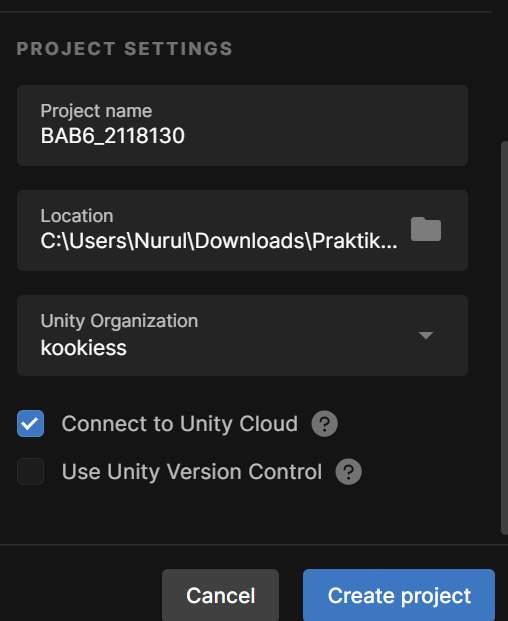 PROJECT SETTINGS
Project name
BAB6_2118130
Location
C:\Users\Nurul\Downloads\Praktik...
Unity Organization
kookiess
Connect to Unity Cloud ?
Use Unity Version Control ?
Cancel
Create project